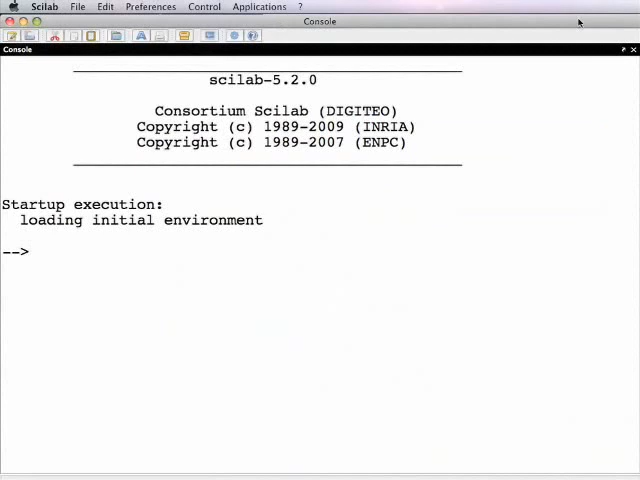 Scilab File Edit Preferences Control Applications ?
Console
Console
scilab-5.2.0
Consortium Scilab (DIGITEO)
Copyright (c) 1989-2009 (INRIA)
Copyright (c) 1989-2007 (ENPC)
Startup execution:
loading initial environment
-->